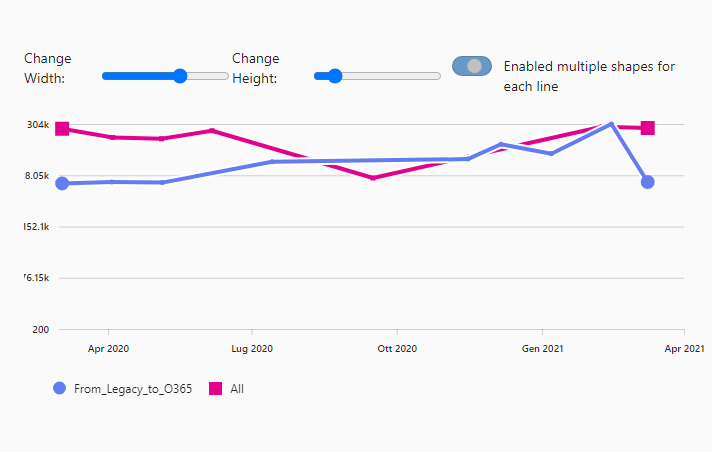 Change Width:
Change Height:
Enabled multiple shapes for each line
304k
8.05k
152.1k
6.15k
200
Apr 2020
Lug 2020
Ott 2020
Gen 2021
Apr 2021
From_Legacy_to_O365
All